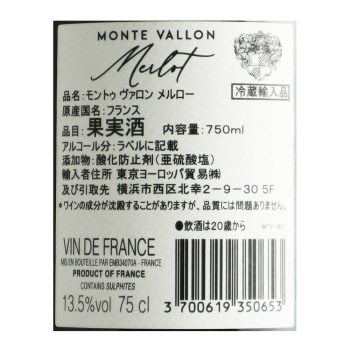 MONTE VALLON
Merlot
品名：モントゥ ヴァロン メルロー
冷蔵輸入品
原産国名：フランス
品目：果実酒 内容量：750ml
アルコール分：ラベルに記載
添加物：酸化防止剤（亜硫酸塩）
輸入者住所 東京ヨーロッパ貿易㈱
及び引取先 横浜市西区北幸2-9-30 5F
*ワインの成分が沈殿することがありますが、品質には問題ありません。
●飲酒は20歳から
VIN DE FRANCE
MIS EN BOUTEILLE PAR EMB34070A - FRANCE
PRODUCT OF FRANCE
CONTAINS SULPHITES
13.5%vol 75 cl
3 700619 350653